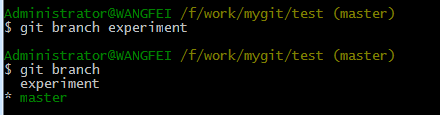 Administrator@WANGFEI /f/work/mygit/test (master)
$ git branch experiment
Administrator@WANGFEI /f/work/mygit/test (master)
$ git branch
experiment
* master